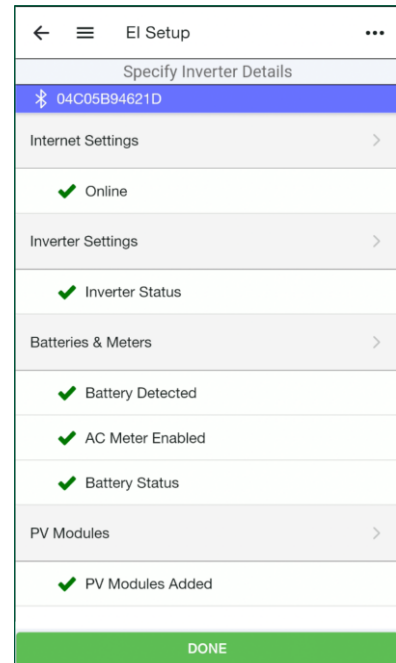 EI Setup
Specify Inverter Details
04C05B94621D
Internet Settings
Online
Inverter Settings
Inverter Status
Batteries & Meters
Battery Detected
AC Meter Enabled
Battery Status
PV Modules
PV Modules Added
DONE